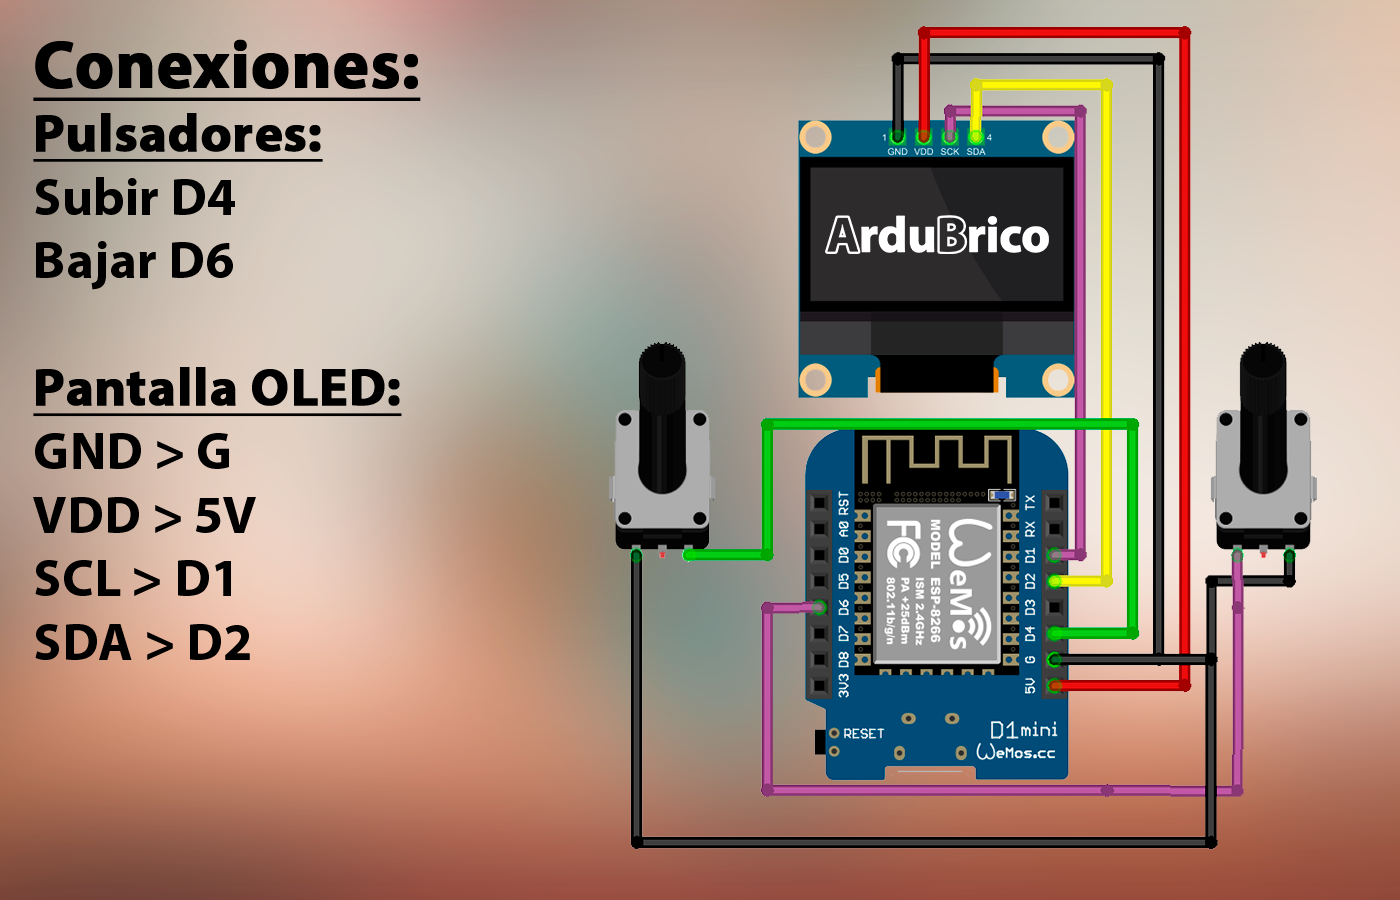 Conexiones:
Pulsadores:
Subir D4
Bajar D6
Pantalla OLED:
GND > G
VDD > 5V
SCL > D1
SDA > D2
1 4
GND VDD SCK SDA
ArduBrico
RST
A0
D0
D5
D6
D7
D8
3V3
TX
RX
D1
D2
D3
D4
G
5V
WeMos
MODEL ESP-8266
ISM 2.4GHz
PA +25dBm
802.11b/g/n
FC
RESET
D1mini
WeMos.cc